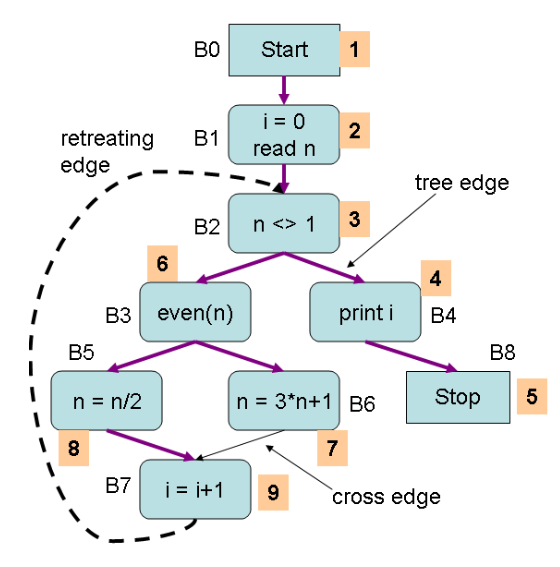 B0
Start
1
retreating
edge
B1
i = 0
read n
2
tree edge
B2
n <> 1
3
6
4
B3
even(n)
print i
B4
B5
B8
n = n/2
n = 3*n+1
B6
Stop
5
8
7
B7
i = i+1
9
cross edge